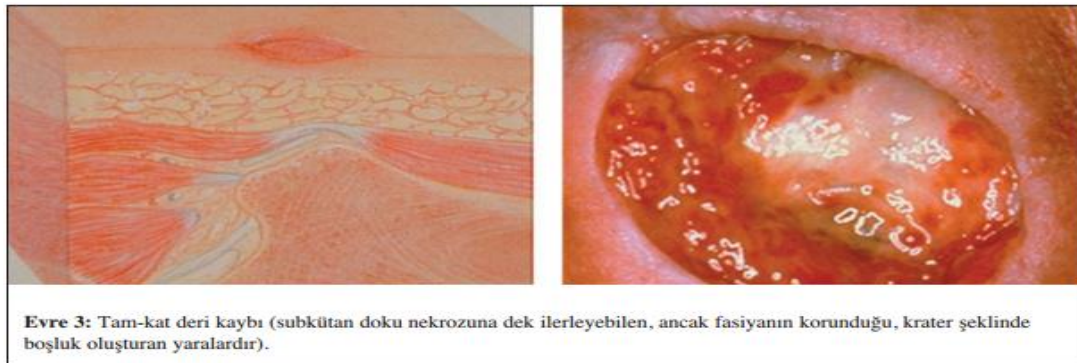 Evre 3: Tam-kat deri kaybı (subkütan doku nekrozuna dek ilerleyebilen, ancak fasiyanın korunduğu, krater şeklinde
boşluk oluşturan yaralardır).